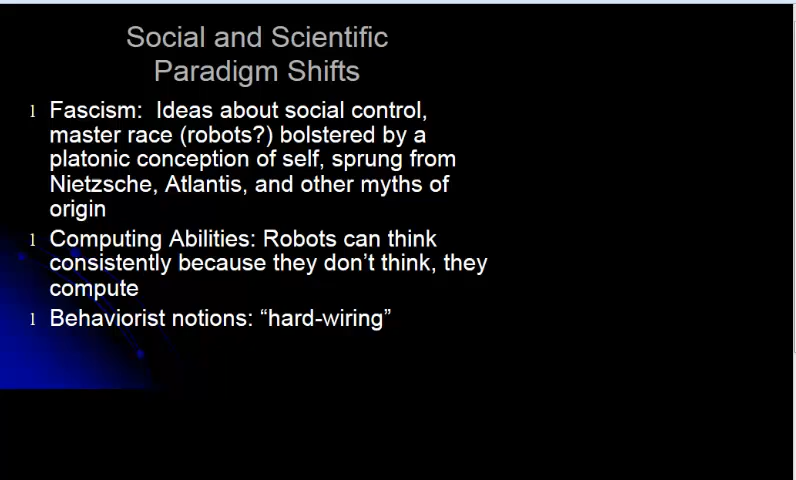 Social and Scientific
Paradigm Shifts
l Fascism:  Ideas about social control,
master race (robots?) bolstered by a
platonic conception of self, sprung from
Nietzsche, Atlantis, and other myths of
origin
l Computing Abilities: Robots can think
consistently because they don’t think, they
compute
l Behaviorist notions: “hard-wiring”